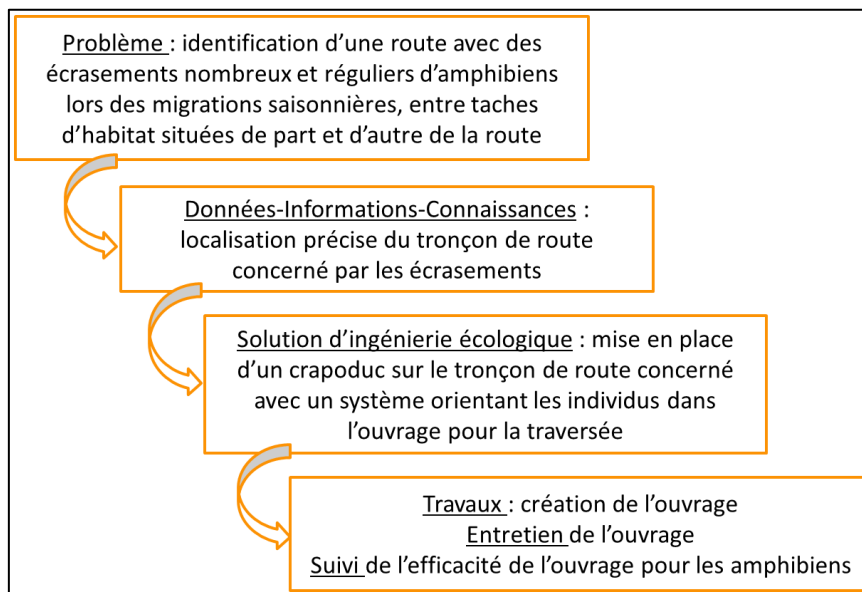 Problème : identification d’une route avec des
écrasements nombreux et réguliers d’amphibiens
lors des migrations saisonnières, entre taches
d’habitat situées de part et d’autre de la route
Données-Informations-Connaissances :
localisation précise du tronçon de route
concerné par les écrasements
Solution d’ingénierie écologique : mise en place
d’un crapoduc sur le tronçon de route concerné
avec un système orientant les individus dans
l’ouvrage pour la traversée
Travaux : création de l’ouvrage
Entretien de l’ouvrage
Suivi de l’efficacité de l’ouvrage pour les amphibiens